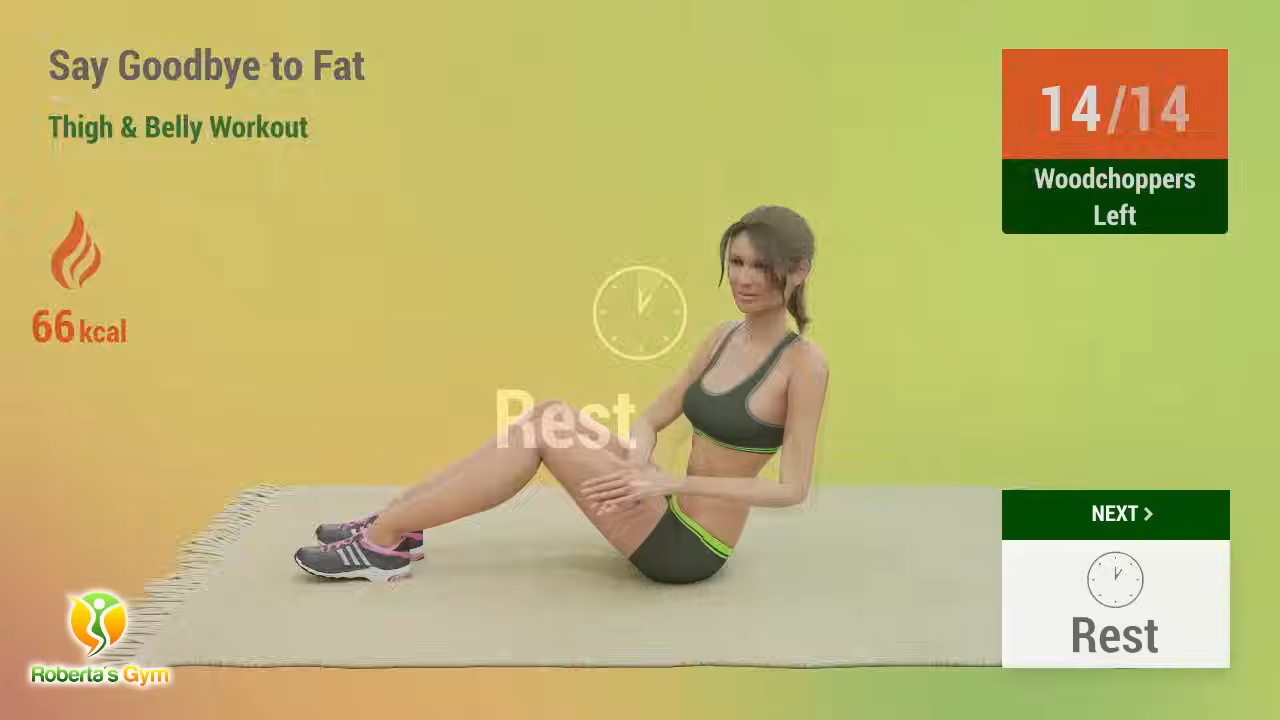 Say Goodbye to Fat
Thigh & Belly Workout
14/14
Woodchoppers
Left
66 kcal
Rest
NEXT >
Rest
Roberta's Gym